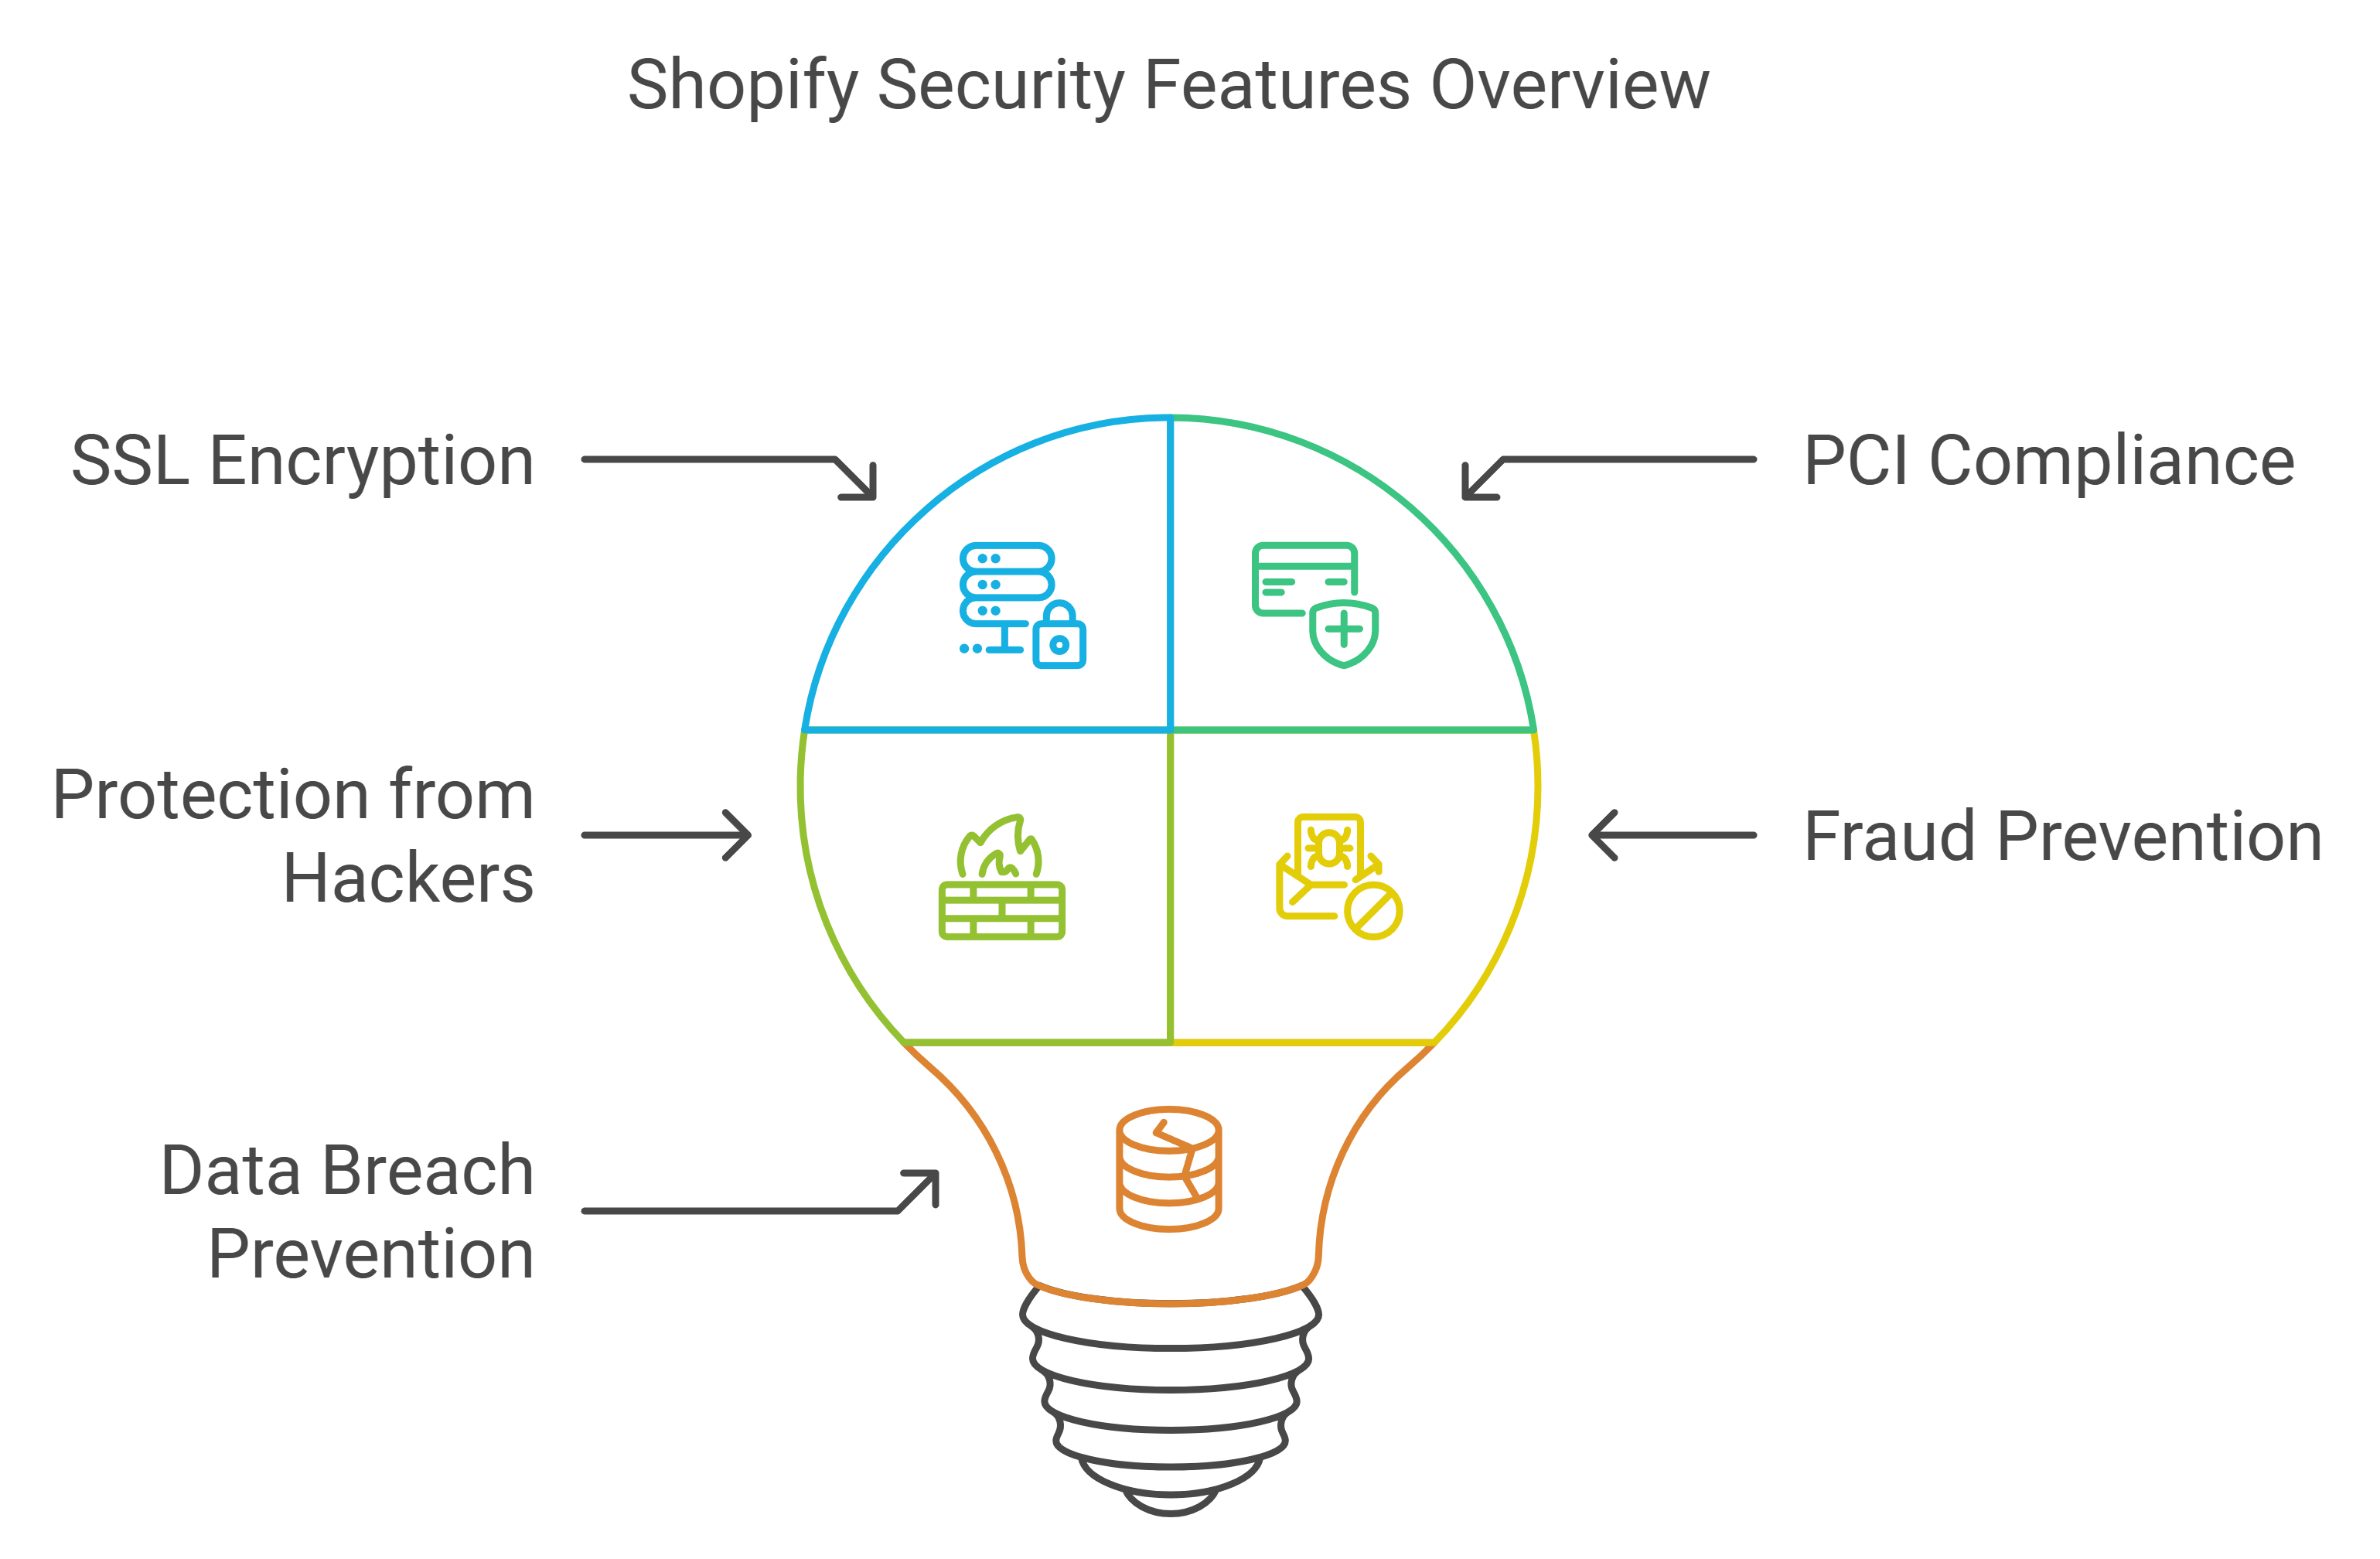 Shopify Security Features Overview
SSL Encryption
PCI Compliance
Protection from
Hackers
Fraud Prevention
Data Breach
Prevention